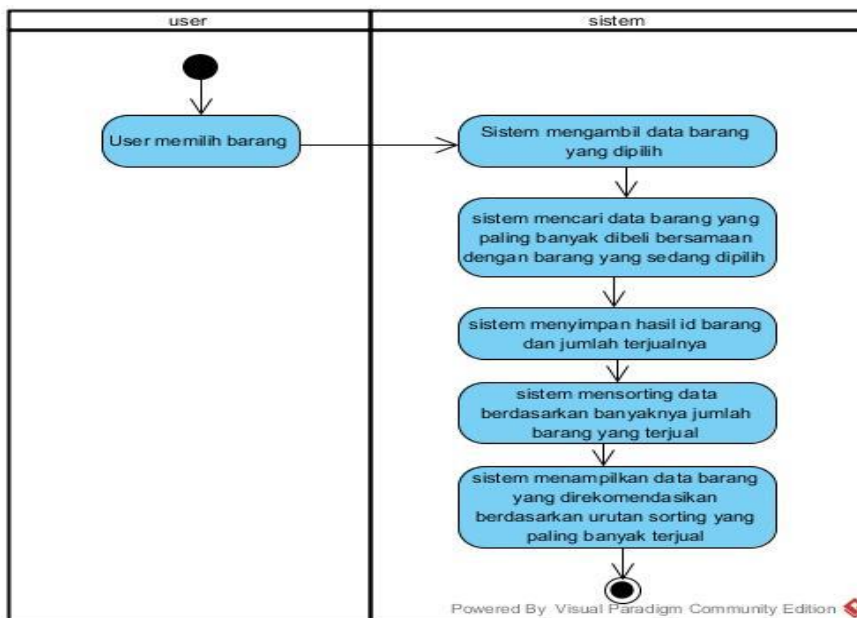 user
sistem
User memilih barang
Sistem mengambil data barang
yang dipilih
sistem mencari data barang yang
paling banyak dibeli bersamaan
dengan barang yang sedang dipilih
sistem menyimpan hasil id barang
dan jumlah terjualnya
sistem mensorting data
berdasarkan banyaknya jumlah
barang yang terjual
sistem menampilkan data barang
yang direkomendasikan
berdasarkan urutan sorting yang
paling banyak terjual
Powered By Visual Paradigm Community Edition